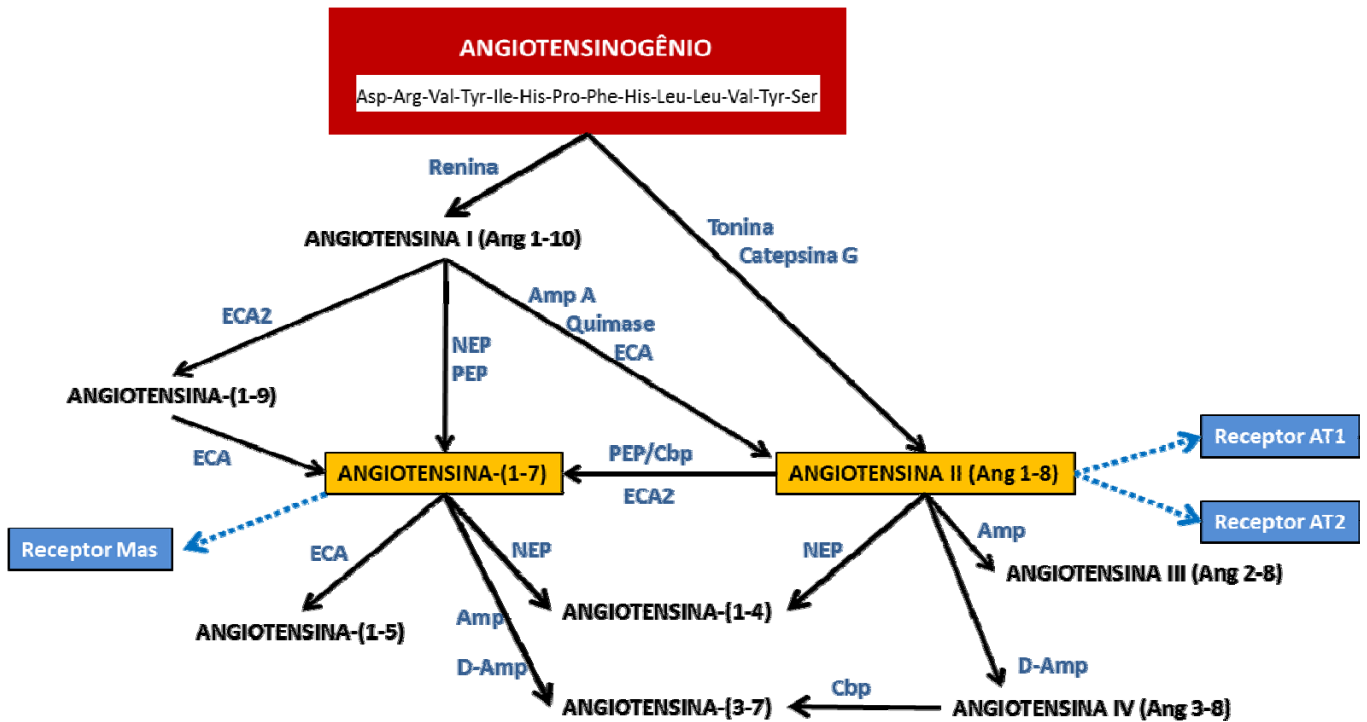 ANGIOTENSINOGÊNIO
Asp-Arg-Val-Tyr-Ile-His-Pro-Phe-His-Leu-Leu-Val-Tyr-Ser
Renina
ANGIOTENSINA I (Ang 1-10)
Tonina
Catepsina G
ECA2
NEP
PEP
Amp A
Quimase
ECA
ANGIOTENSINA-(1-9)
ECA
ANGIOTENSINA-(1-7)
PEP/Cbp
ECA2
ANGIOTENSINA II (Ang 1-8)
Receptor AT1
Receptor AT2
Receptor Mas
ECA
NEP
NEP
Amp
ANGIOTENSINA III (Ang 2-8)
ANGIOTENSINA-(1-5)
Amp
D-Amp
ANGIOTENSINA-(1-4)
D-Amp
ANGIOTENSINA-(3-7)
Cbp
ANGIOTENSINA IV (Ang 3-8)